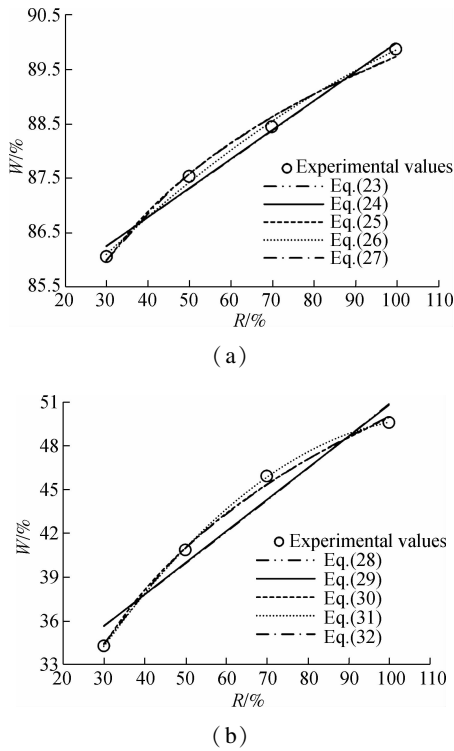 90.5
89.5
88.5
87.5
86.5
85.5
W/%
Experimental values
Eq.(23)
Eq.(24)
Eq.(25)
Eq.(26)
Eq.(27)
20 30 40 50 60 70 80 90 100 110
R/%
(a)
51
48
45
42
39
36
33
W/%
Experimental values
Eq.(28)
Eq.(29)
Eq.(30)
Eq.(31)
Eq.(32)
20 30 40 50 60 70 80 90 100 110
R/%
(b)